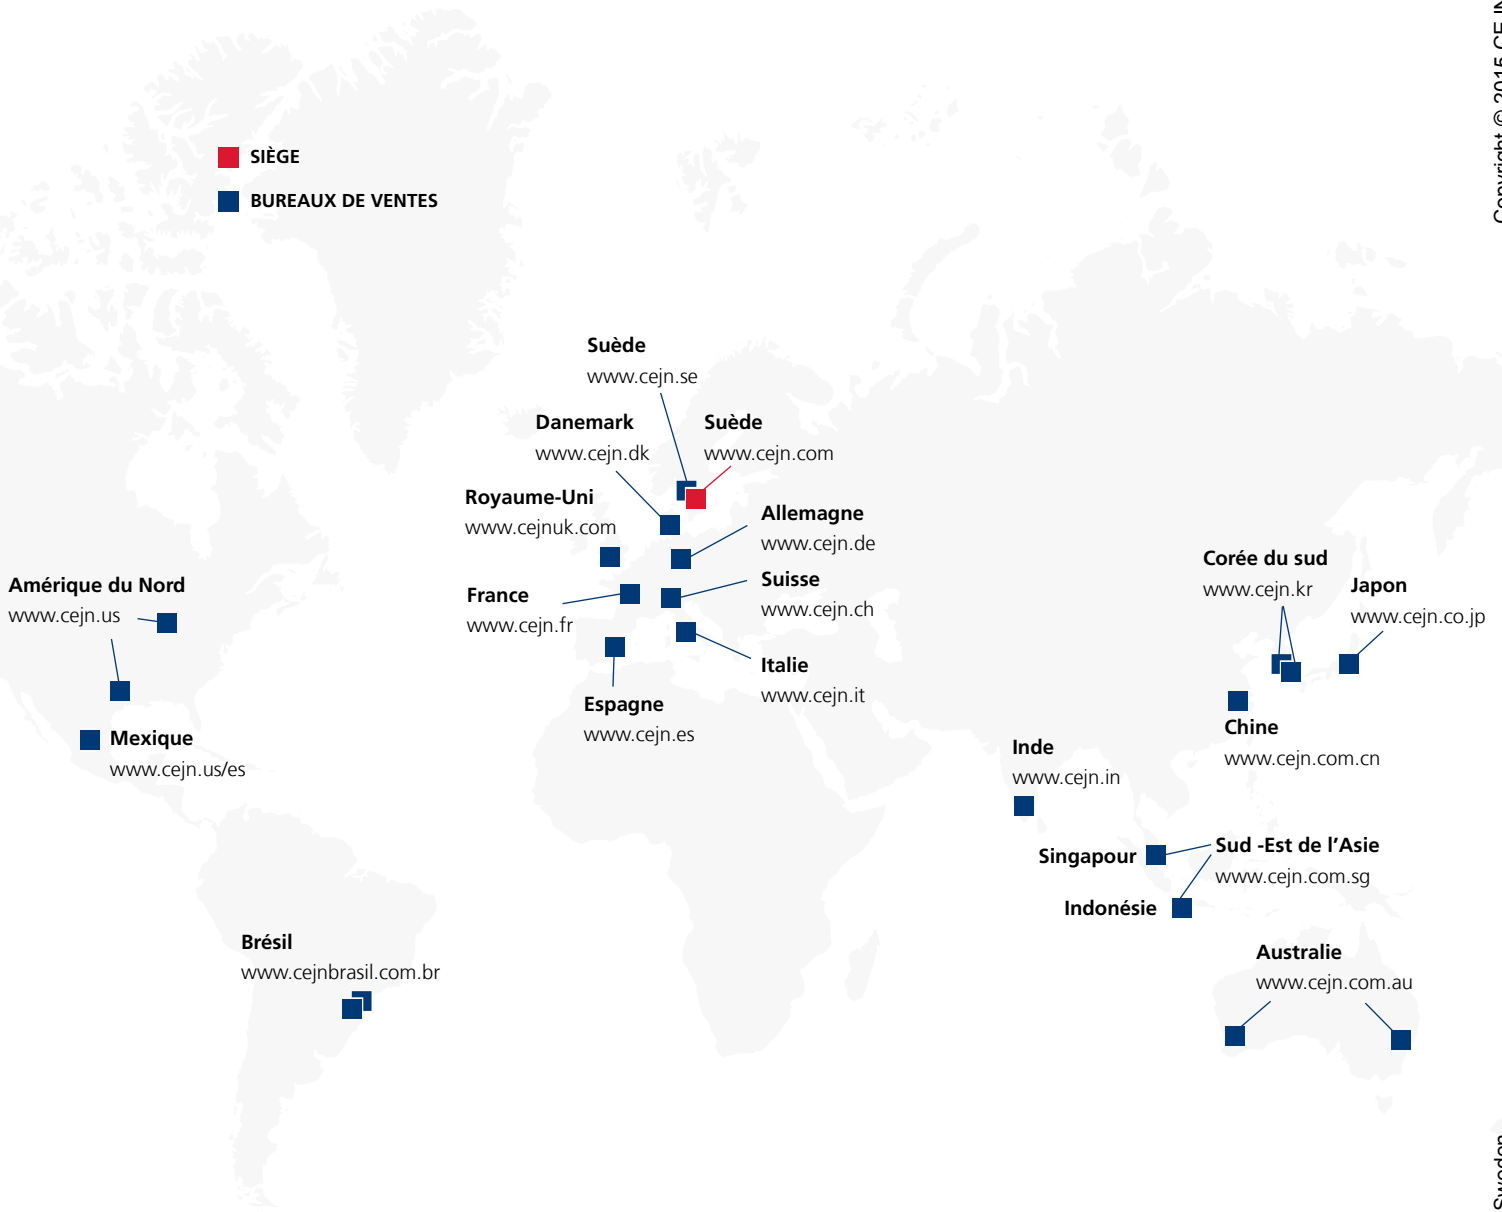 SIÈGE
BUREAUX DE VENTES
Suède
www.cejn.se
Danemark
www.cejn.dk
Suède
www.cejn.com
Royaume-Uni
www.cejnuk.com
Allemagne
www.cejn.de
France
www.cejn.fr
Suisse
www.cejn.ch
Italie
www.cejn.it
Espagne
www.cejn.es
Amérique du Nord
www.cejn.us
Mexique
www.cejn.us/es
Brésil
www.cejnbrasil.com.br
Corée du sud
www.cejn.kr
Japon
www.cejn.co.jp
Chine
www.cejn.com.cn
Inde
www.cejn.in
Singapour
Sud -Est de l’Asie
www.cejn.com.sg
Indonésie
Australie
www.cejn.com.au
Copyright © 2015 CEJN
Sweden